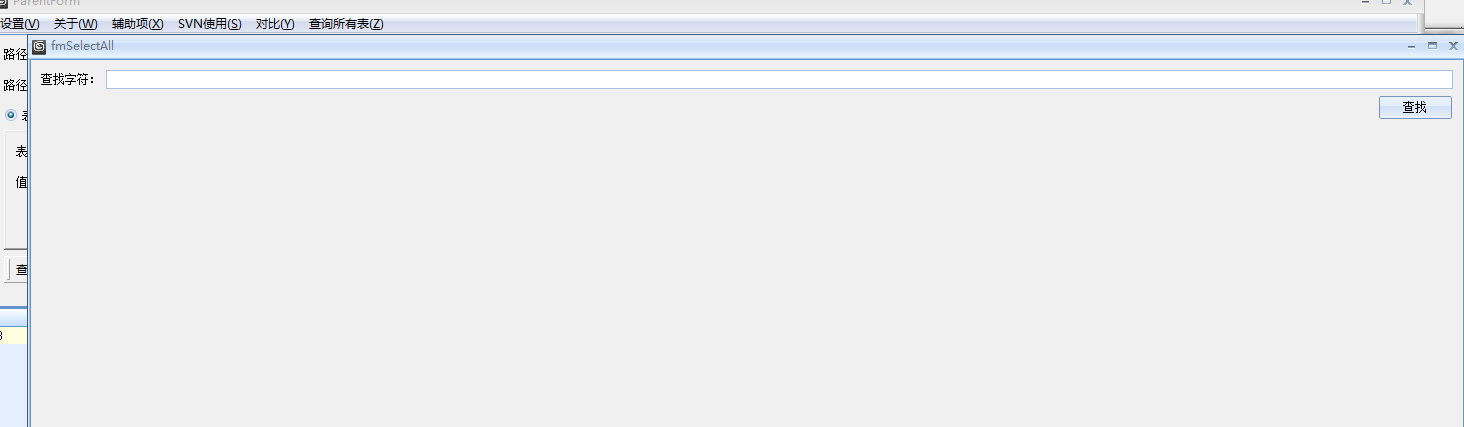 ParentForm
设置(V) 关于(W) 辅助项(X) SVN使用(S) 对比(Y) 查询所有表(Z)
fmSelectAll
路径
查找字符：
查找
路径
表
值
查
3